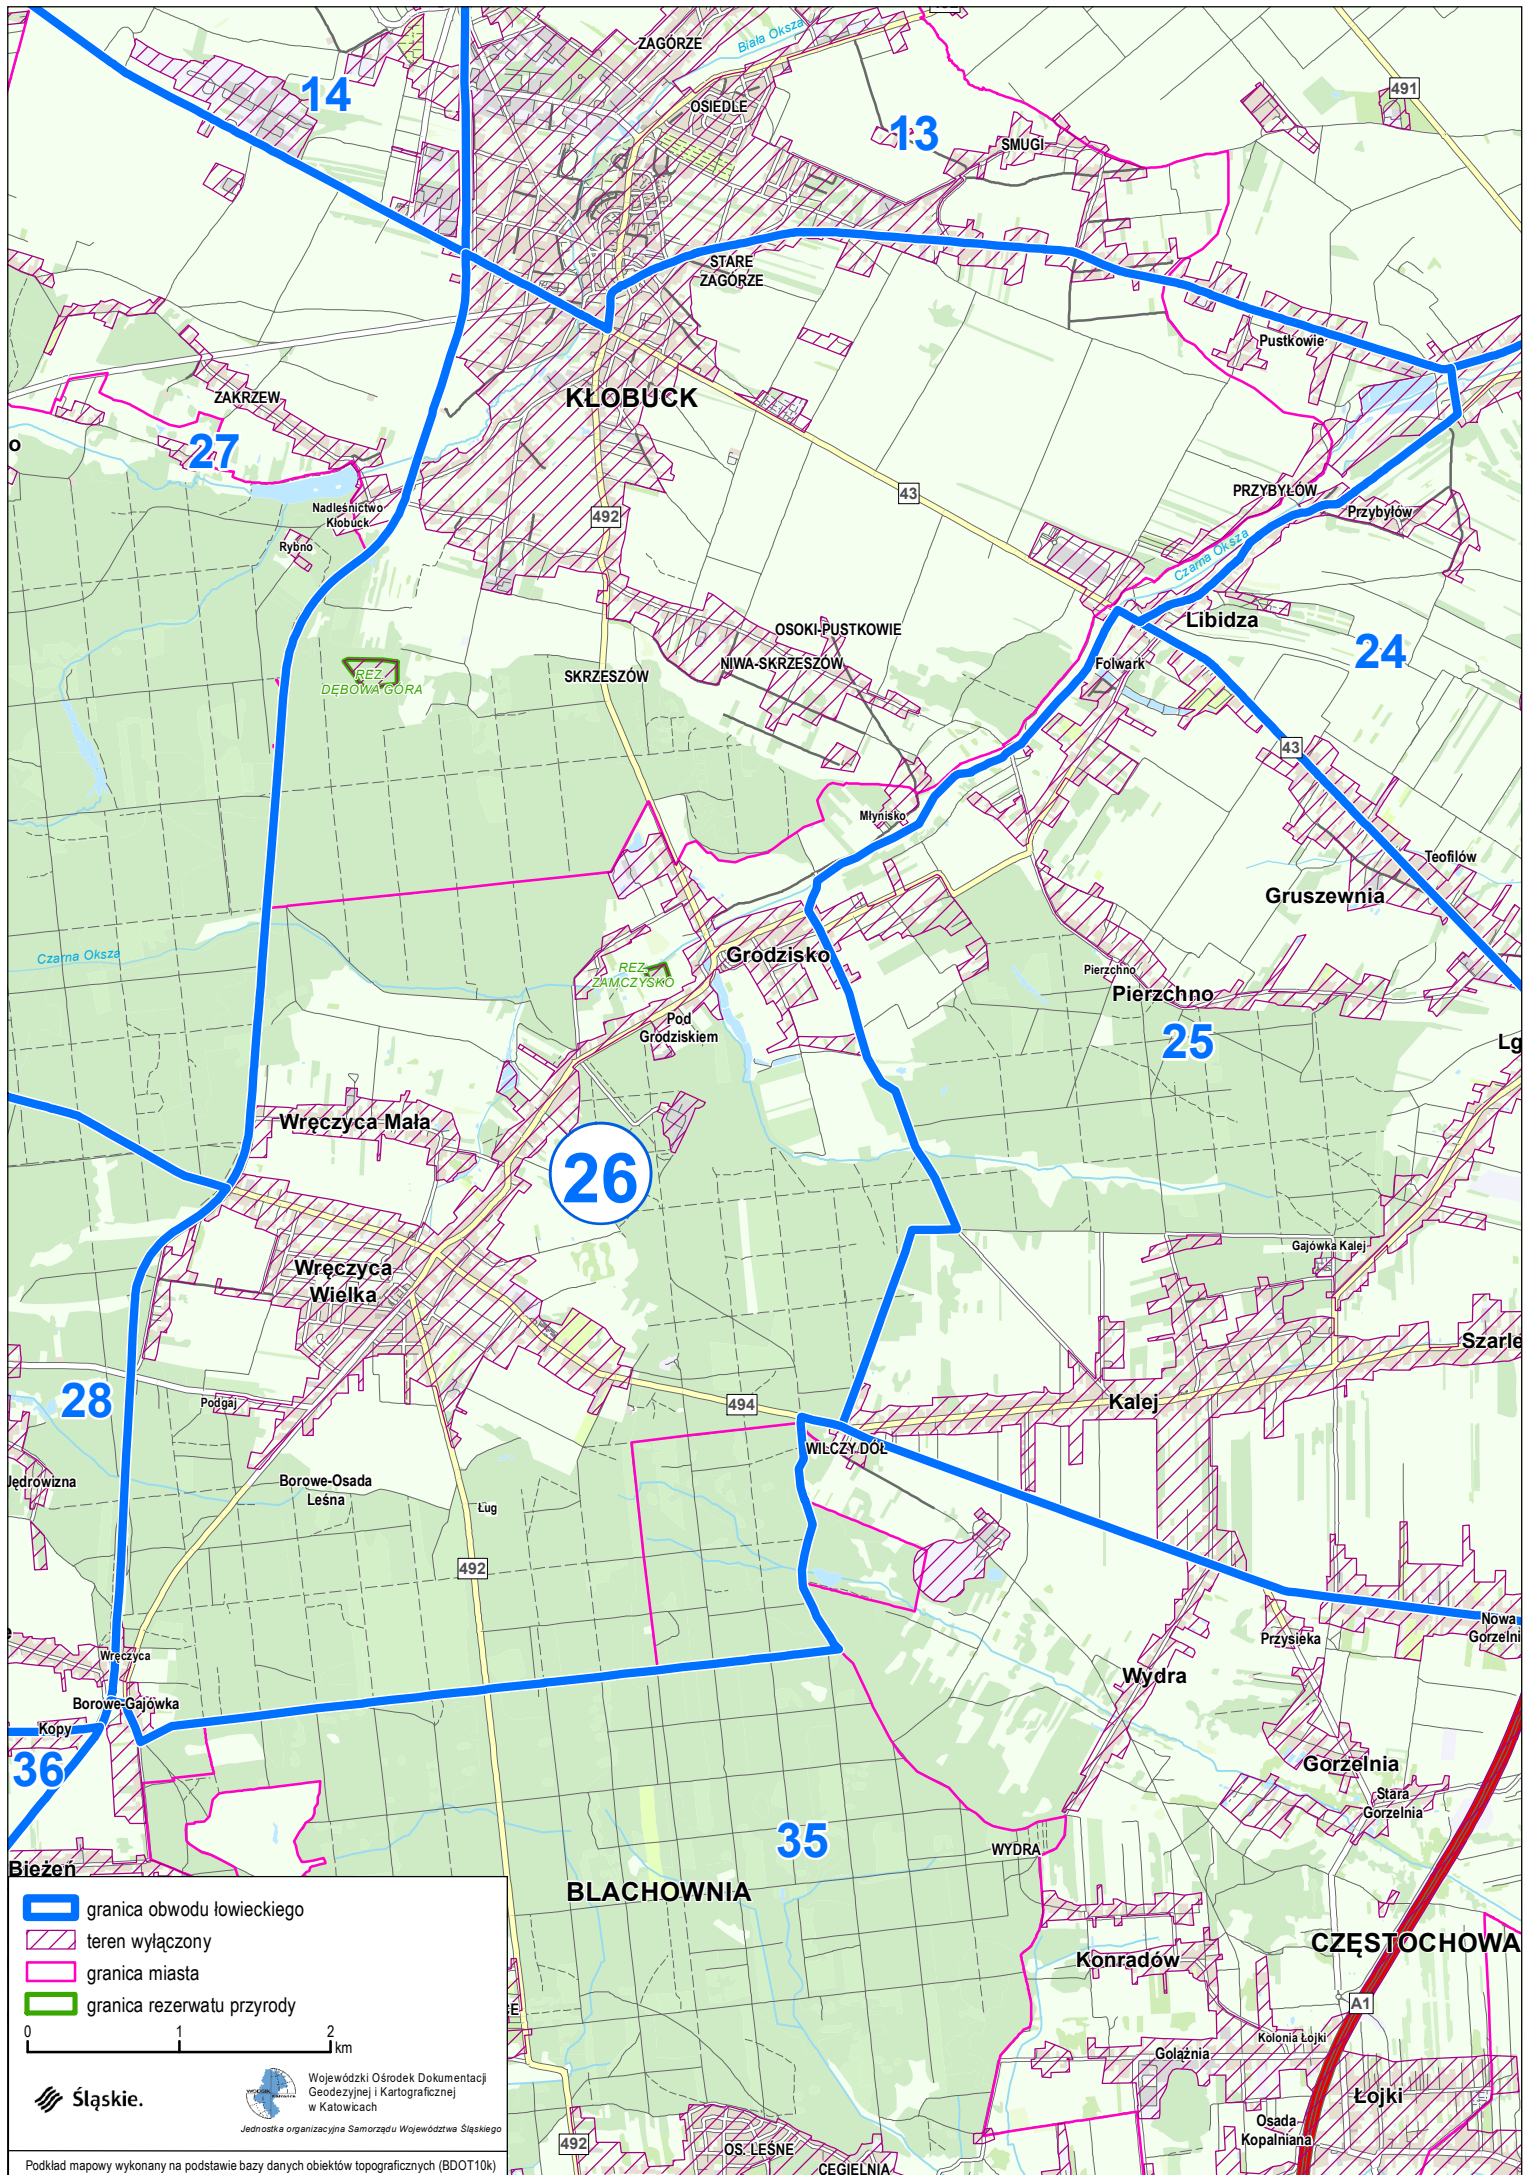 ZAGÓRZE
Biała Oksza
14
OSIEDLE
491
13
SMUGI
STARE
ZAGÓRZE
Pustkowie
KŁOBUCK
ZAKRZEW
27
o
43
PRZYBYŁÓW
Przybyłów
Nadleśnictwo
Kłobuck
492
Rybno
Czarna Oksza
Libidza
OSOKI-PUSTKOWIE
NIWA-SKRZESZÓW
24
Folwark
SKRZESZÓW
REZ.
DĘBOWA GÓRA
43
Młynisko
Teofilów
Gruszewnia
Czarna Oksza
Grodzisko
REZ.
ZAMCZYSKO
Pierzchno
Pierzchno
Pod
Grodziskiem
25
Lg
Wręczyca Mała
26
Gajówka Kalej
Wręczyca
Wielka
Szarle
28
Podgaj
494
Kalej
WILCZY DÓŁ
Jędrowizna
Borowe-Osada
Leśna
Ług
492
Nowa
Gorzelni
Przysieka
Wręczyca
Wydra
Borowe-Gajówka
Kopy
36
Gorzelnia
Stara
Gorzelnia
35
WYDRA
Bieżeń
BLACHOWNIA
granica obwodu łowieckiego
teren wyłączony
granica miasta
granica rezerwatu przyrody
CZĘSTOCHOWA
Konradów
A1
0 1 2
km
Kolonia Łojki
Golaźnia
Łojki
Śląskie.
WODGiK Katowice
Wojewódzki Ośrodek Dokumentacji
Geodezyjnej i Kartograficznej
w Katowicach
Jednostka organizacyjna Samorządu Województwa Śląskiego
Osada
Kopalniana
492
OS. LEŚNE
CEGIELNIA
Podkład mapowy wykonany na podstawie bazy danych obiektów topograficznych (BDOT10k)